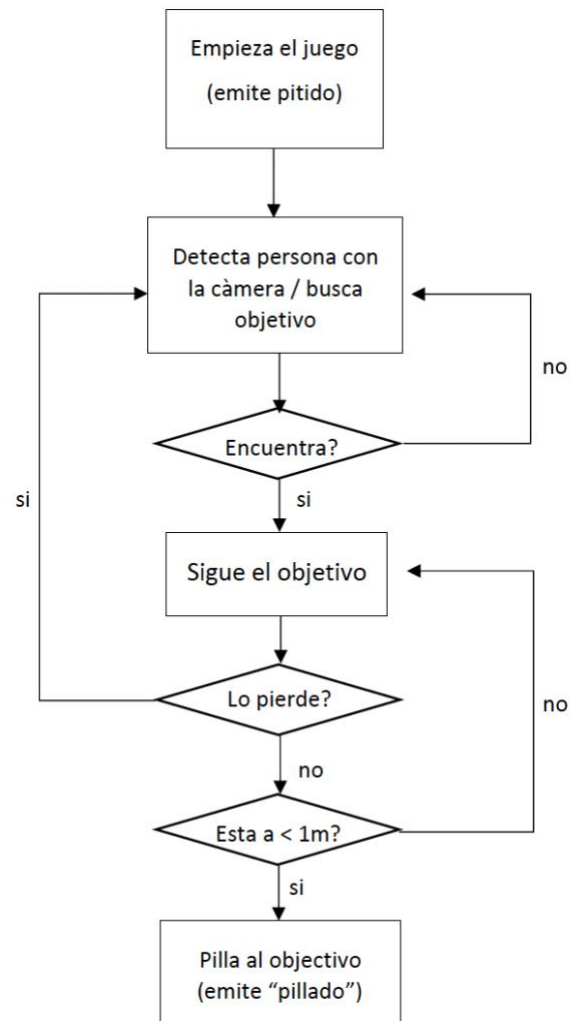 Empieza el juego
(emite pitido)
Detecta persona con
la càmera / busca
objetivo
no
Encuentra?
si
si
Sigue el objetivo
Lo pierde?
no
no
Esta a < 1m?
si
Pilla al objectivo
(emite “pillado”)